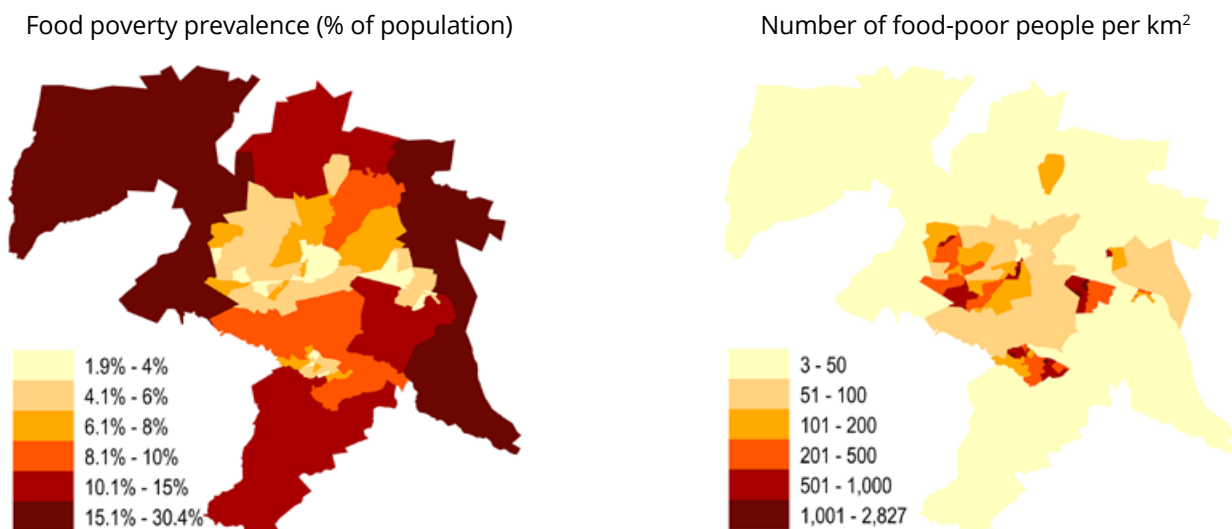 Food poverty prevalence (% of population)
Number of food-poor people per km²
1.9% - 4%
4.1% - 6%
6.1% - 8%
8.1% - 10%
10.1% - 15%
15.1% - 30.4%
3 - 50
51 - 100
101 - 200
201 - 500
501 - 1,000
1,001 - 2,827